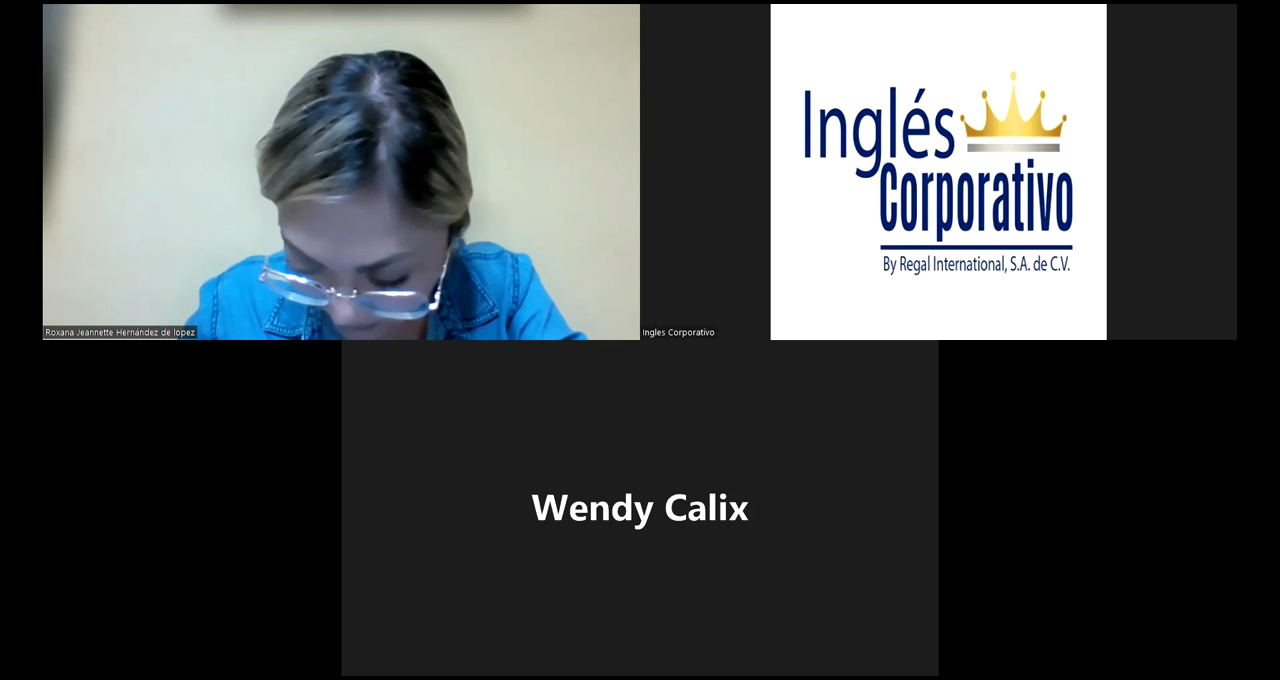 Inglés
Corporativo
By Regal International, S.A. de C.V.
Roxana Jeannette Hernández de lopez
Ingles Corporativo
Wendy Calix